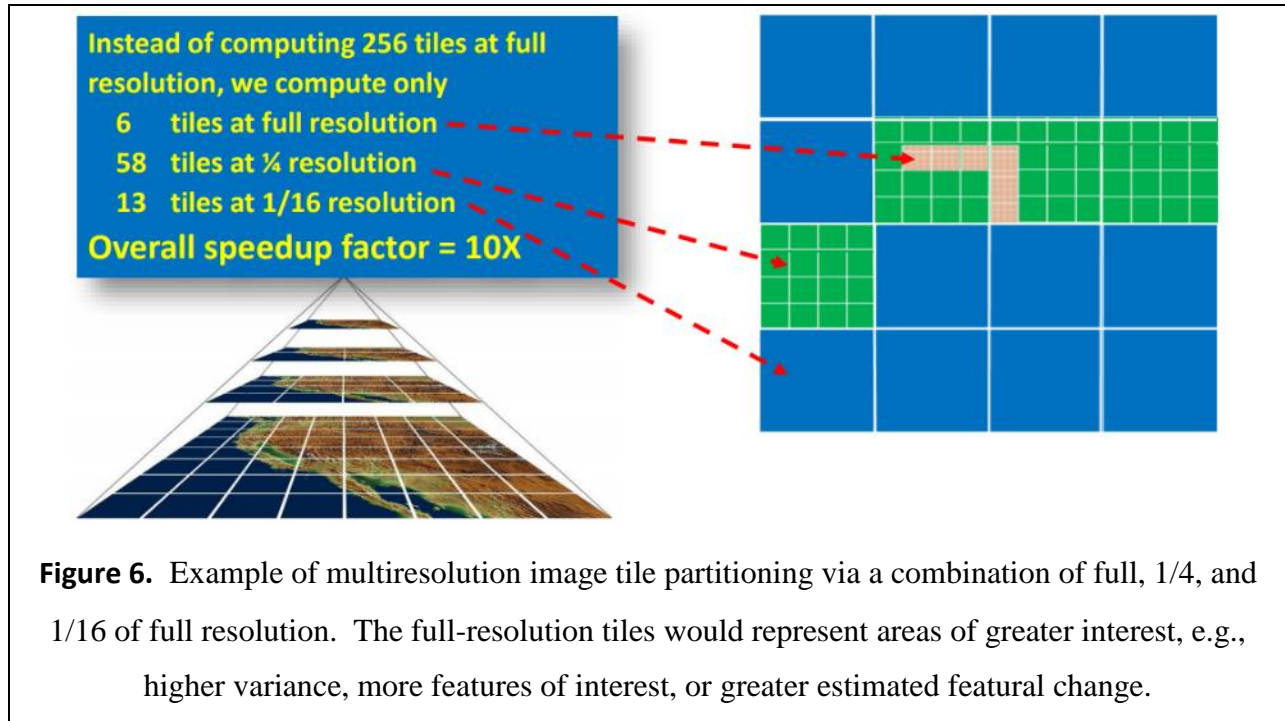 Instead of computing 256 tiles at full
resolution, we compute only
6 tiles at full resolution
58 tiles at ¼ resolution
13 tiles at 1/16 resolution
Overall speedup factor = 10X
Figure 6. Example of multiresolution image tile partitioning via a combination of full, 1/4, and
1/16 of full resolution. The full-resolution tiles would represent areas of greater interest, e.g.,
higher variance, more features of interest, or greater estimated featural change.